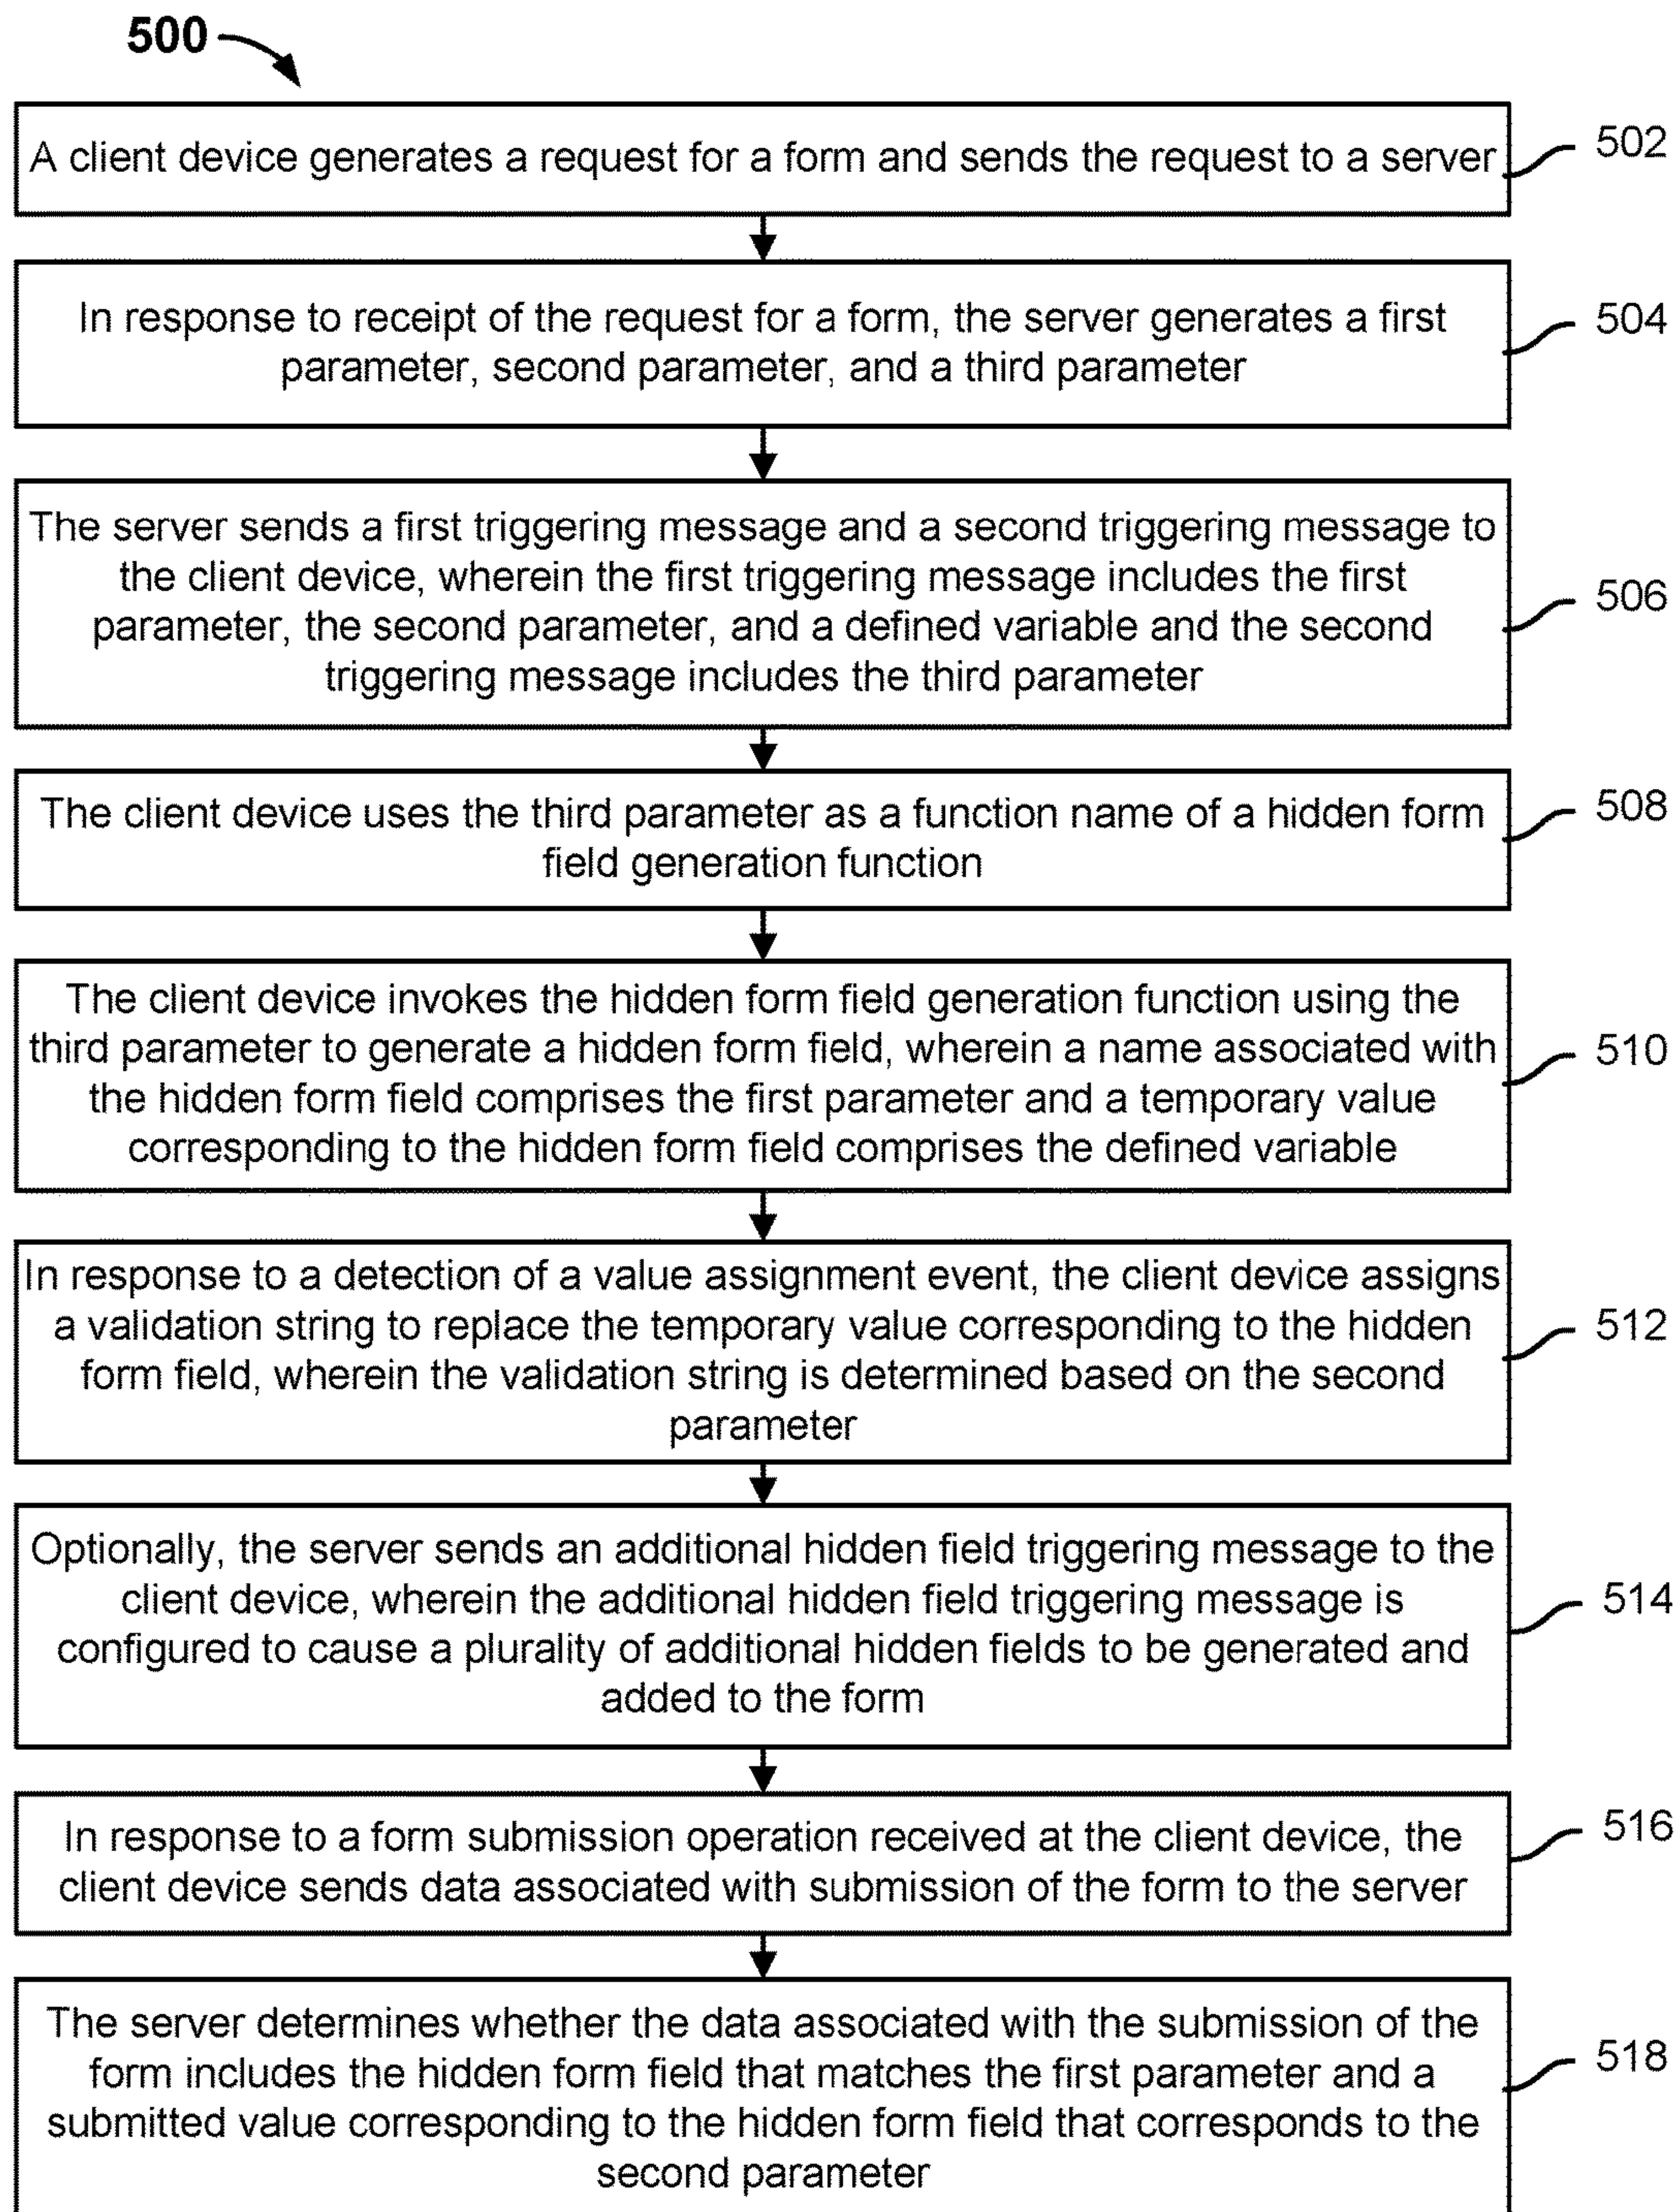 500
A client device generates a request for a form and sends the request to a server
502
In response to receipt of the request for a form, the server generates a first
parameter, second parameter, and a third parameter
504
The server sends a first triggering message and a second triggering message to
the client device, wherein the first triggering message includes the first
parameter, the second parameter, and a defined variable and the second
triggering message includes the third parameter
506
The client device uses the third parameter as a function name of a hidden form
field generation function
508
The client device invokes the hidden form field generation function using the
third parameter to generate a hidden form field, wherein a name associated with
the hidden form field comprises the first parameter and a temporary value
corresponding to the hidden form field comprises the defined variable
510
In response to a detection of a value assignment event, the client device assigns
a validation string to replace the temporary value corresponding to the hidden
form field, wherein the validation string is determined based on the second
parameter
512
Optionally, the server sends an additional hidden field triggering message to the
client device, wherein the additional hidden field triggering message is
configured to cause a plurality of additional hidden fields to be generated and
added to the form
514
In response to a form submission operation received at the client device, the
client device sends data associated with submission of the form to the server
516
The server determines whether the data associated with the submission of the
form includes the hidden form field that matches the first parameter and a
submitted value corresponding to the hidden form field that corresponds to the
second parameter
518